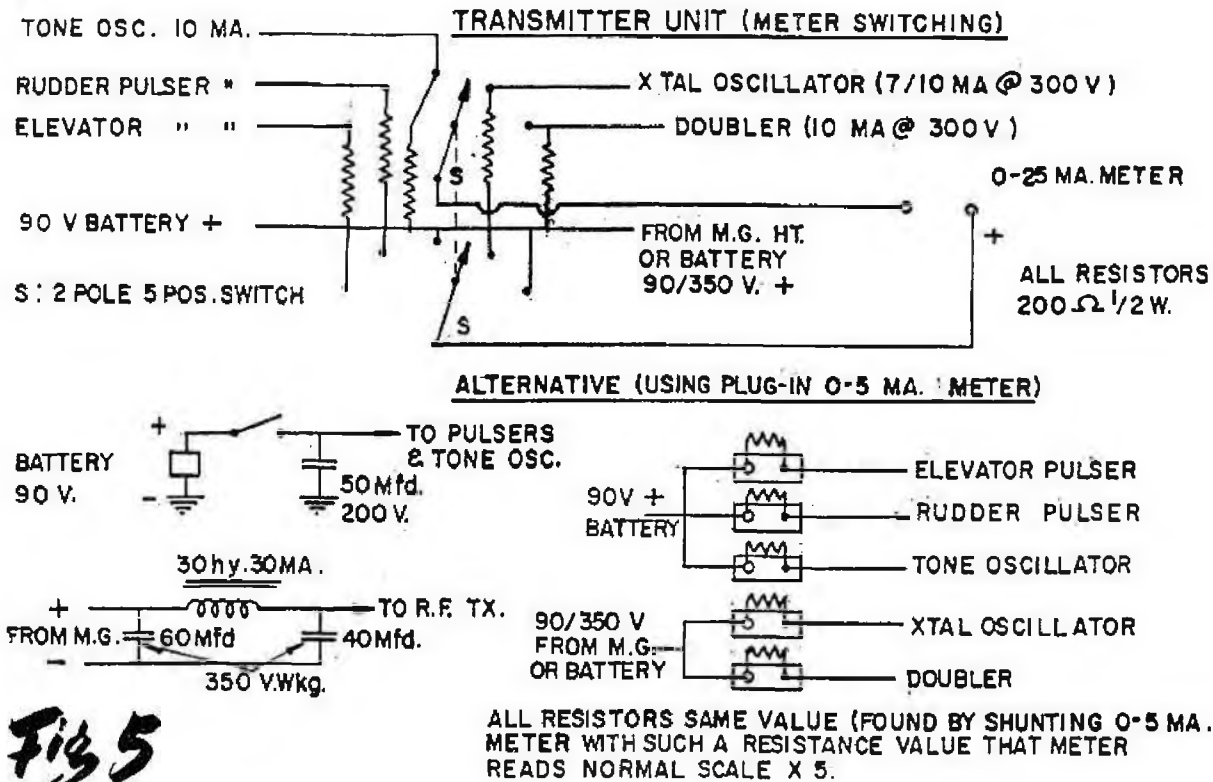 TRANSMITTER UNIT (METER SWITCHING)
TONE OSC. 10 MA.
RUDDER PULSER "
ELEVATOR " "
90 V BATTERY +
S: 2 POLE 5 POS. SWITCH
X TAL OSCILLATOR (7/10 MA @ 300 V)
DOUBLER (10 MA @ 300 V)
S
0-25 MA. METER
+
FROM M.G. HT.
OR BATTERY
90/350 V. +
S
ALL RESISTORS
200 Ω 1/2 W.
ALTERNATIVE (USING PLUG-IN 0-5 MA. METER)
+
BATTERY
90 V.
-
TO PULSERS
& TONE OSC.
50 Mfd.
200 V.
30 hy. 30 MA.
+
FROM M.G.
-
60 Mfd
40 Mfd.
TO R.F. TX.
350 V.Wkg.
90V +
BATTERY
ELEVATOR PULSER
RUDDER PULSER
TONE OSCILLATOR
90/350 V
FROM M.G.
OR BATTERY
XTAL OSCILLATOR
DOUBLER
ALL RESISTORS SAME VALUE (FOUND BY SHUNTING 0-5 MA.
METER WITH SUCH A RESISTANCE VALUE THAT METER
READS NORMAL SCALE X 5.
Fig 5